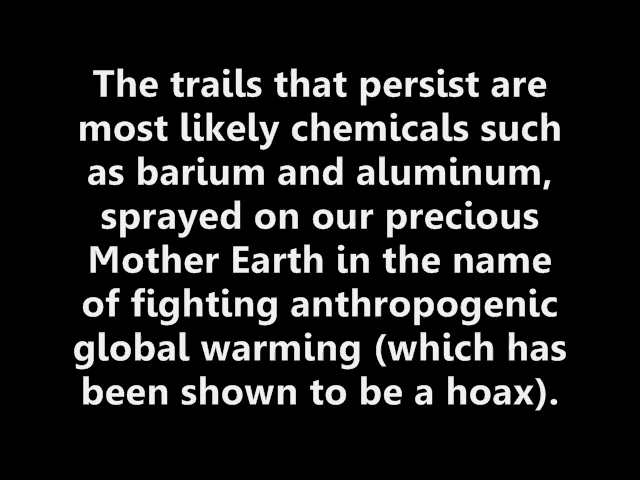 The trails that persist are
most likely chemicals such
as barium and aluminum,
sprayed on our precious
Mother Earth in the name
of fighting anthropogenic
global warming (which has
been shown to be a hoax).